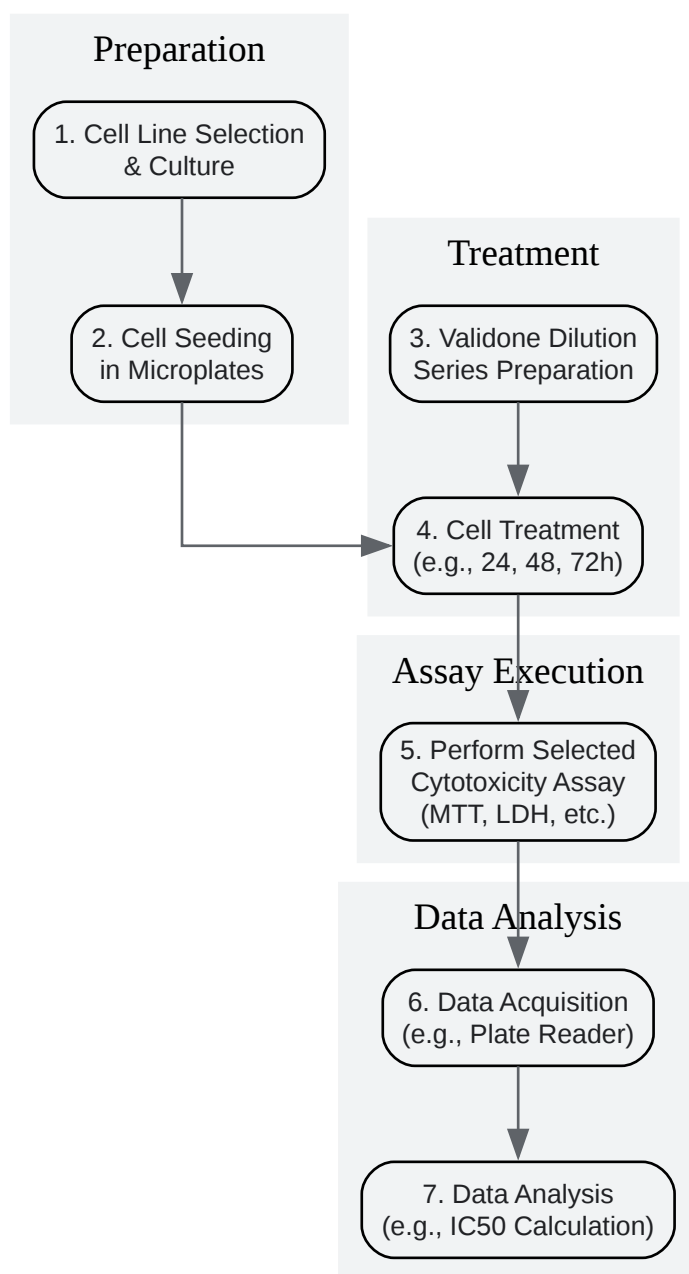 Preparation
1. Cell Line Selection
& Culture
2. Cell Seeding
in Microplates
Treatment
3. Validone Dilution
Series Preparation
4. Cell Treatment
(e.g., 24, 48, 72h)
Assay Execution
5. Perform Selected
Cytotoxicity Assay
(MTT, LDH, etc.)
Data Analysis
6. Data Acquisition
(e.g., Plate Reader)
7. Data Analysis
(e.g., IC50 Calculation)